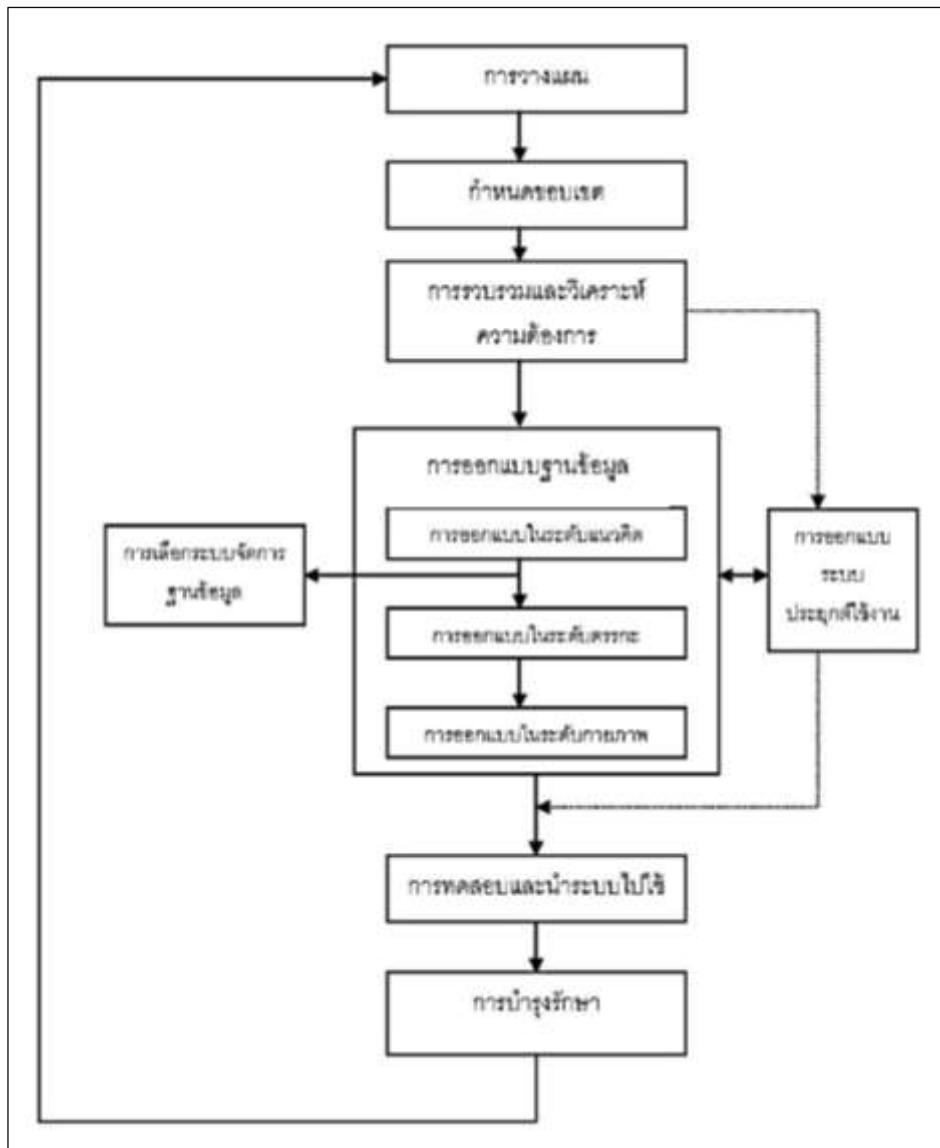 การวางแผน
กำหนดขอบเขต
การรวบรวมและวิเคราะห์
ความต้องการ
การออกแบบฐานข้อมูล
การออกแบบในระดับแนวคิด
การเลือกระบบจัดการ
ฐานข้อมูล
การออกแบบ
ระบบ
ประยุกต์ใช้งาน
การออกแบบในระดับตรรกะ
การออกแบบในระดับกายภาพ
การทดสอบและนำระบบไปใช้
การบำรุงรักษา